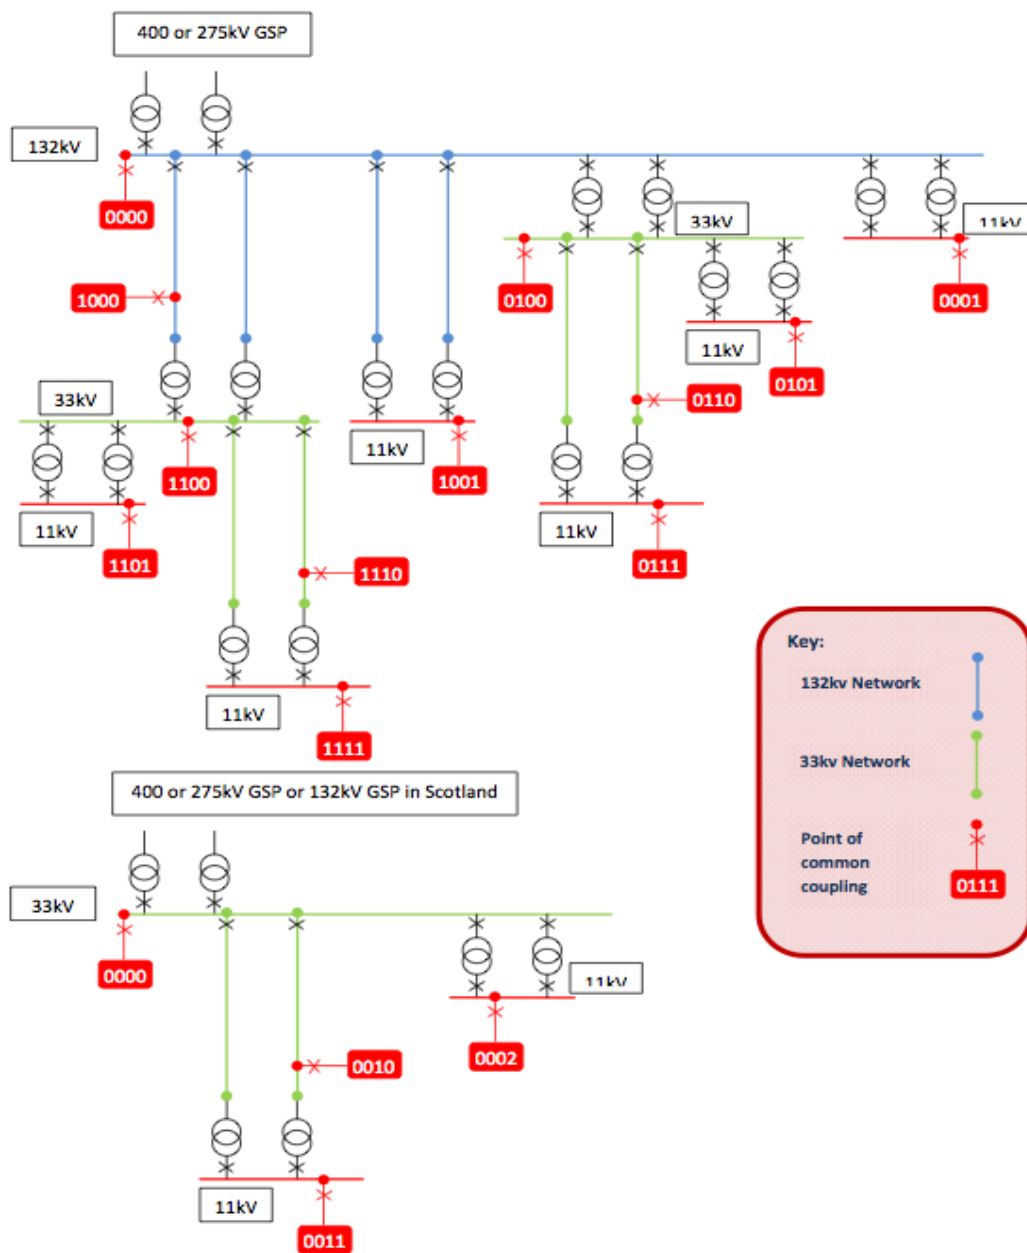 400 or 275kV GSP
132kV
0000
33kV
11kV
1000
0100
0001
11kV
0101
33kV
0110
11kV
1100
1001
11kV
11kV
1101
0111
1110
Key:
132kv Network
11kV
1111
33kv Network
400 or 275kV GSP or 132kV GSP in Scotland
Point of
common
coupling
0111
33kV
0000
11kV
0002
0010
11kV
0011